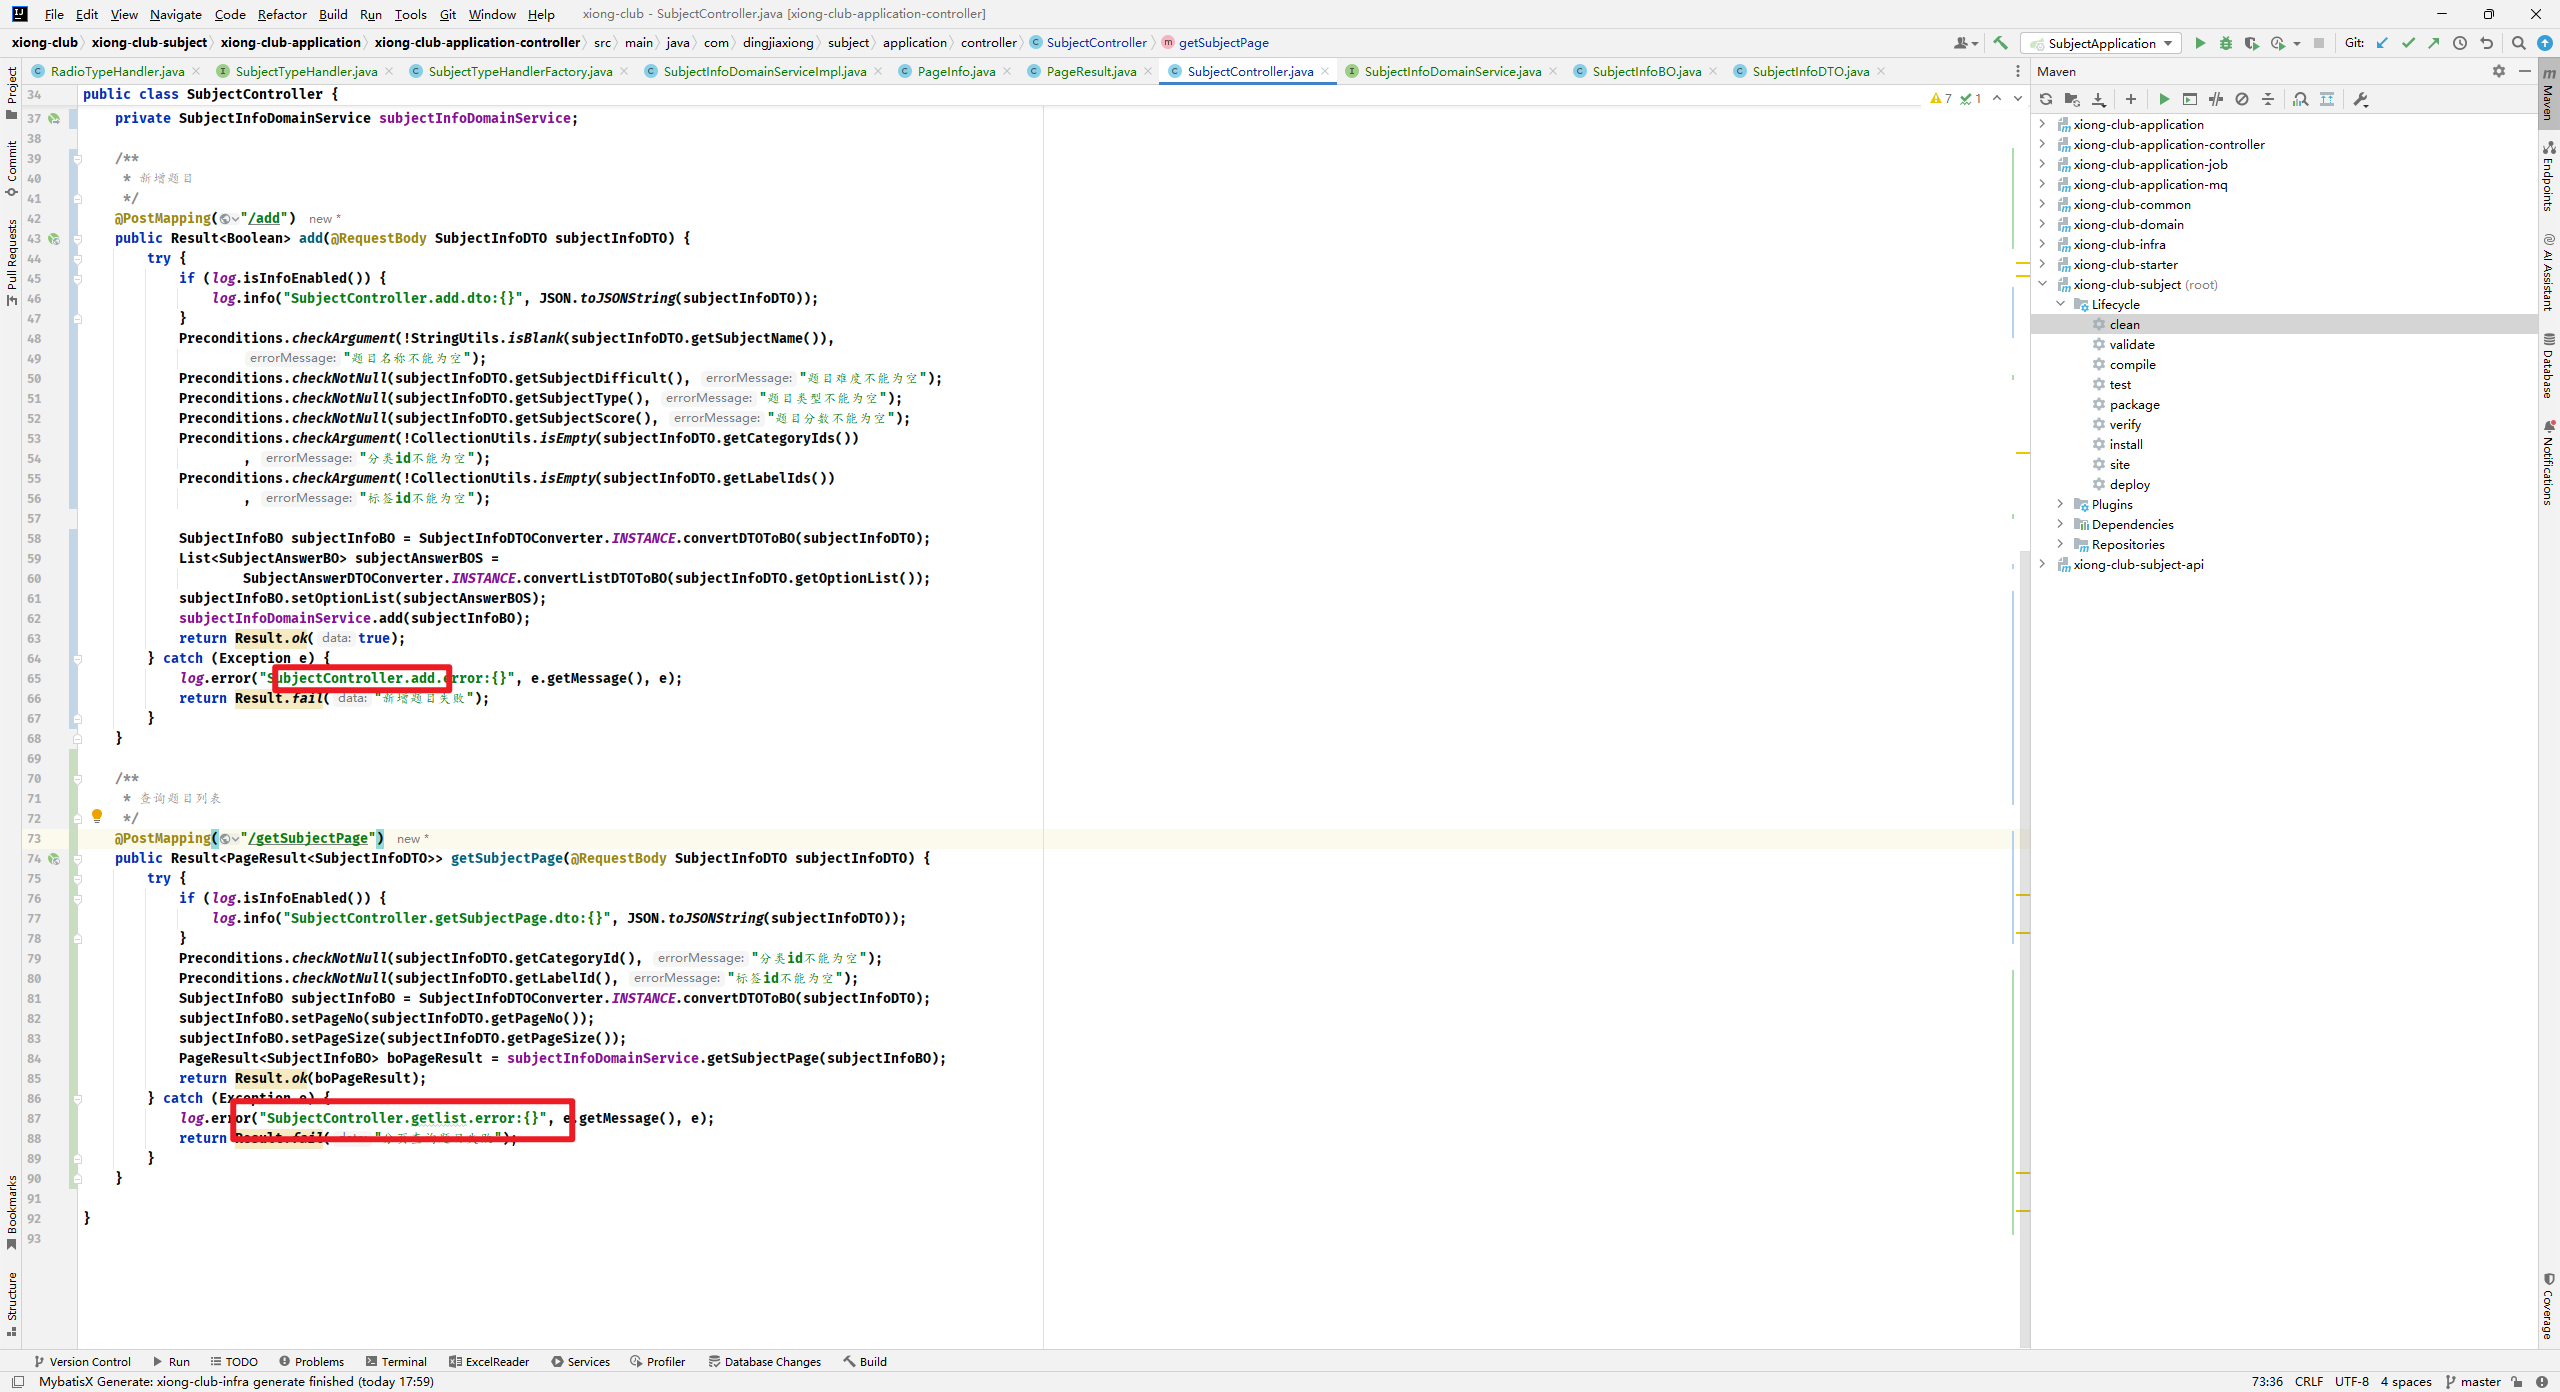 File Edit View Navigate Code Refactor Build Run Tools Git Window Help xiong-club - SubjectController.java [xiong-club-application-controller]
xiong-club xiong-club-subject xiong-club-application xiong-club-application-controller src main java com dingjiaxiong subject application controller SubjectController getSubjectPage SubjectApplication Git:
RadioTypeHandler.java SubjectTypeHandler.java SubjectTypeHandlerFactory.java SubjectInfoDomainServiceImpl.java PageInfo.java PageResult.java SubjectController.java SubjectInfoDomainService.java SubjectInfoBO.java SubjectInfoDTO.java
34 public class SubjectController {
7 1
37 private SubjectInfoDomainService subjectInfoDomainService;
38
39 /**
40 * 新增题目
41 */
42 @PostMapping("/add") new *
43 public Result<Boolean> add(@RequestBody SubjectInfoDTO subjectInfoDTO) {
44 try {
45 if (log.isInfoEnabled()) {
46 log.info("SubjectController.add.dto:{}", JSON.toJSONString(subjectInfoDTO));
47 }
48 Preconditions.checkArgument(!StringUtils.isBlank(subjectInfoDTO.getSubjectName()),
49 errorMessage: "题目名称不能为空");
50 Preconditions.checkNotNull(subjectInfoDTO.getSubjectDifficult(), errorMessage: "题目难度不能为空");
51 Preconditions.checkNotNull(subjectInfoDTO.getSubjectType(), errorMessage: "题目类型不能为空");
52 Preconditions.checkNotNull(subjectInfoDTO.getSubjectScore(), errorMessage: "题目分数不能为空");
53 Preconditions.checkArgument(!CollectionUtils.isEmpty(subjectInfoDTO.getCategoryIds())
54 , errorMessage: "分类id不能为空");
55 Preconditions.checkArgument(!CollectionUtils.isEmpty(subjectInfoDTO.getLabelIds())
56 , errorMessage: "标签id不能为空");
57
58 SubjectInfoBO subjectInfoBO = SubjectInfoDTOConverter.INSTANCE.convertDTOToBO(subjectInfoDTO);
59 List<SubjectAnswerBO> subjectAnswerBOS =
60 SubjectAnswerDTOConverter.INSTANCE.convertListDTOToBO(subjectInfoDTO.getOptionList());
61 subjectInfoBO.setOptionList(subjectAnswerBOS);
62 subjectInfoDomainService.add(subjectInfoBO);
63 return Result.ok( data: true);
64 } catch (Exception e) {
65 log.error("SubjectController.add.error:{}", e.getMessage(), e);
66 return Result.fail( data: "新增题目失败");
67 }
68 }
69
70 /**
71 * 查询题目列表
72 */
73 @PostMapping("/getSubjectPage") new *
74 public Result<PageResult<SubjectInfoDTO>> getSubjectPage(@RequestBody SubjectInfoDTO subjectInfoDTO) {
75 try {
76 if (log.isInfoEnabled()) {
77 log.info("SubjectController.getSubjectPage.dto:{}", JSON.toJSONString(subjectInfoDTO));
78 }
79 Preconditions.checkNotNull(subjectInfoDTO.getCategoryId(), errorMessage: "分类id不能为空");
80 Preconditions.checkNotNull(subjectInfoDTO.getLabelId(), errorMessage: "标签id不能为空");
81 SubjectInfoBO subjectInfoBO = SubjectInfoDTOConverter.INSTANCE.convertDTOToBO(subjectInfoDTO);
82 subjectInfoBO.setPageNo(subjectInfoDTO.getPageNo());
83 subjectInfoBO.setPageSize(subjectInfoDTO.getPageSize());
84 PageResult<SubjectInfoBO> boPageResult = subjectInfoDomainService.getSubjectPage(subjectInfoBO);
85 return Result.ok(boPageResult);
86 } catch (Exception e) {
87 log.error("SubjectController.getlist.error:{}", e.getMessage(), e);
88 return Result.fail( data: "分页查询题目失败");
89 }
90 }
91
92 }
93
Maven
xiong-club-application
xiong-club-application-controller
xiong-club-application-job
xiong-club-application-mq
xiong-club-common
xiong-club-domain
xiong-club-infra
xiong-club-starter
xiong-club-subject (root)
Lifecycle
clean
validate
compile
test
package
verify
install
site
deploy
Plugins
Dependencies
Repositories
xiong-club-subject-api
Project
Commit
Pull Requests
Bookmarks
Structure
Maven
Endpoints
AI Assistant
Database
Notifications
Coverage
Version Control Run TODO Problems Terminal ExcelReader Services Profiler Database Changes Build
MybatisX Generate: xiong-club-infra generate finished (today 17:59) 73:36 CRLF UTF-8 4 spaces master